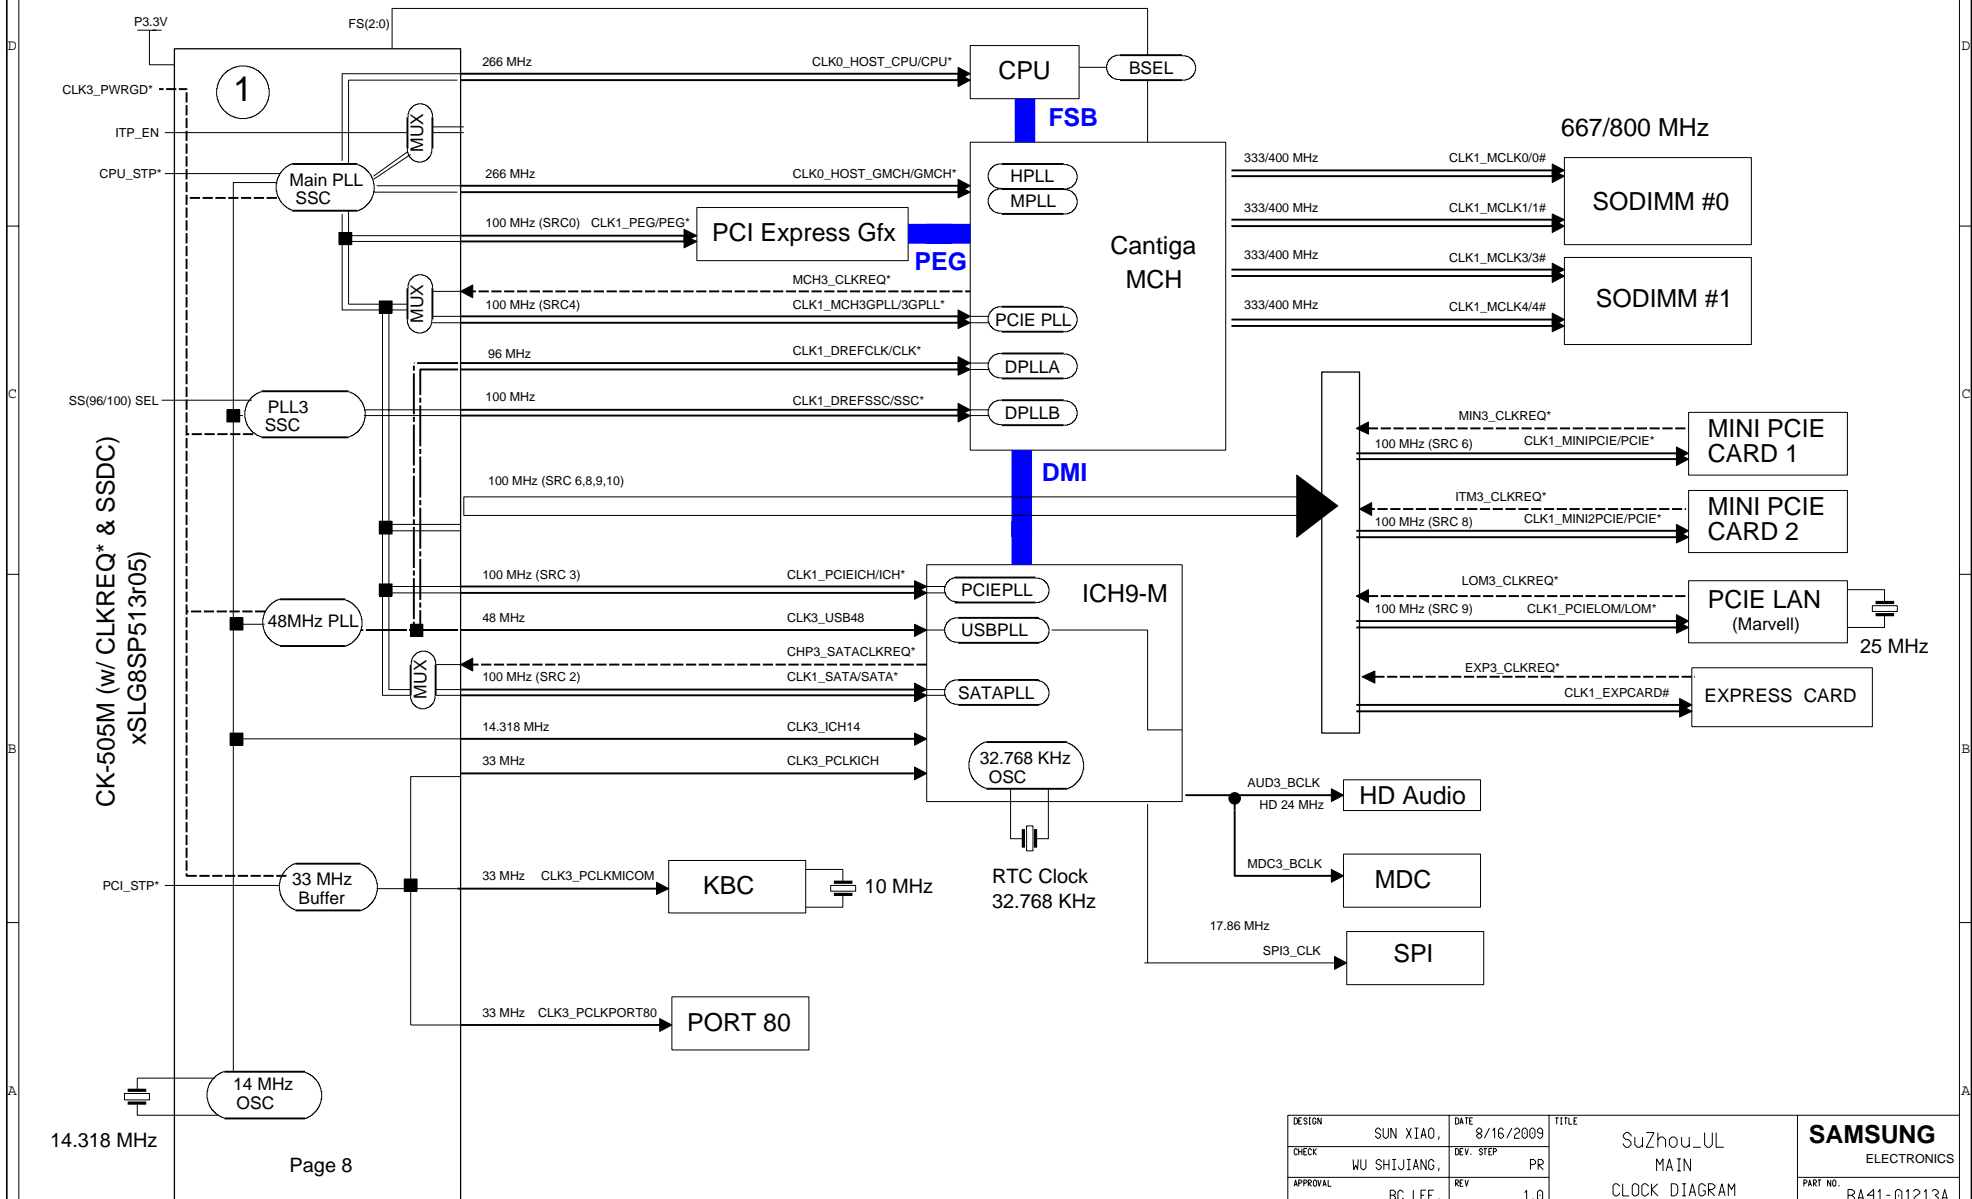 P3.3V
FS(2:0)
D
D
1
CLK3_PWRGD*
ITP_EN
CPU_STP*
MUX
Main PLL
SSC
266 MHz
CLK0_HOST_CPU/CPU*
CPU
BSEL
FSB
266 MHz
CLK0_HOST_GMCH/GMCH*
HPLL
MPLL
Cantiga
MCH
100 MHz (SRC0)
CLK1_PEG/PEG*
PCI Express Gfx
PEG
MUX
MCH3_CLKREQ*
100 MHz (SRC4)
CLK1_MCH3GPLL/3GPLL*
PCIE PLL
96 MHz
CLK1_DREFCLK/CLK*
DPLLA
100 MHz
CLK1_DREFSSC/SSC*
DPLLB
667/800 MHz
333/400 MHz
CLK1_MCLK0/0#
333/400 MHz
CLK1_MCLK1/1#
SODIMM #0
333/400 MHz
CLK1_MCLK3/3#
333/400 MHz
CLK1_MCLK4/4#
SODIMM #1
C
C
SS(96/100) SEL
PLL3
SSC
CK-505M (w/ CLKREQ* & SSDC)
xSLG8SP513r05)
DMI
100 MHz (SRC 6,8,9,10)
MIN3_CLKREQ*
100 MHz (SRC 6)
CLK1_MINIPCIE/PCIE*
MINI PCIE
CARD 1
ITM3_CLKREQ*
100 MHz (SRC 8)
CLK1_MINI2PCIE/PCIE*
MINI PCIE
CARD 2
LOM3_CLKREQ*
100 MHz (SRC 9)
CLK1_PCIELOM/LOM*
PCIE LAN
(Marvell)
25 MHz
EXP3_CLKREQ*
CLK1_EXPCARD#
EXPRESS CARD
100 MHz (SRC 3)
CLK1_PCIEICH/ICH*
PCIEPLL
ICH9-M
48MHz PLL
48 MHz
CLK3_USB48
USBPLL
MUX
CHP3_SATACLKREQ*
100 MHz (SRC 2)
CLK1_SATA/SATA*
SATAPLL
B
B
14.318 MHz
CLK3_ICH14
33 MHz
CLK3_PCLKICH
32.768 KHz
OSC
RTC Clock
32.768 KHz
AUD3_BCLK
HD 24 MHz
HD Audio
MDC3_BCLK
MDC
17.86 MHz
SPI3_CLK
SPI
PCI_STP*
33 MHz
Buffer
33 MHz
CLK3_PCLKMICOM
KBC
10 MHz
33 MHz
CLK3_PCLKPORT80
PORT 80
A
A
14 MHz
OSC
14.318 MHz
Page 8
DESIGN
SUN XIAO,
DATE
8/16/2009
TITLE
SuZhou_UL
MAIN
CLOCK DIAGRAM
SAMSUNG
ELECTRONICS
CHECK
WU SHIJIANG,
DEV. STEP
PR
APPROVAL
BC LEE,
REV
1.0
PART NO.
BA41-01213A